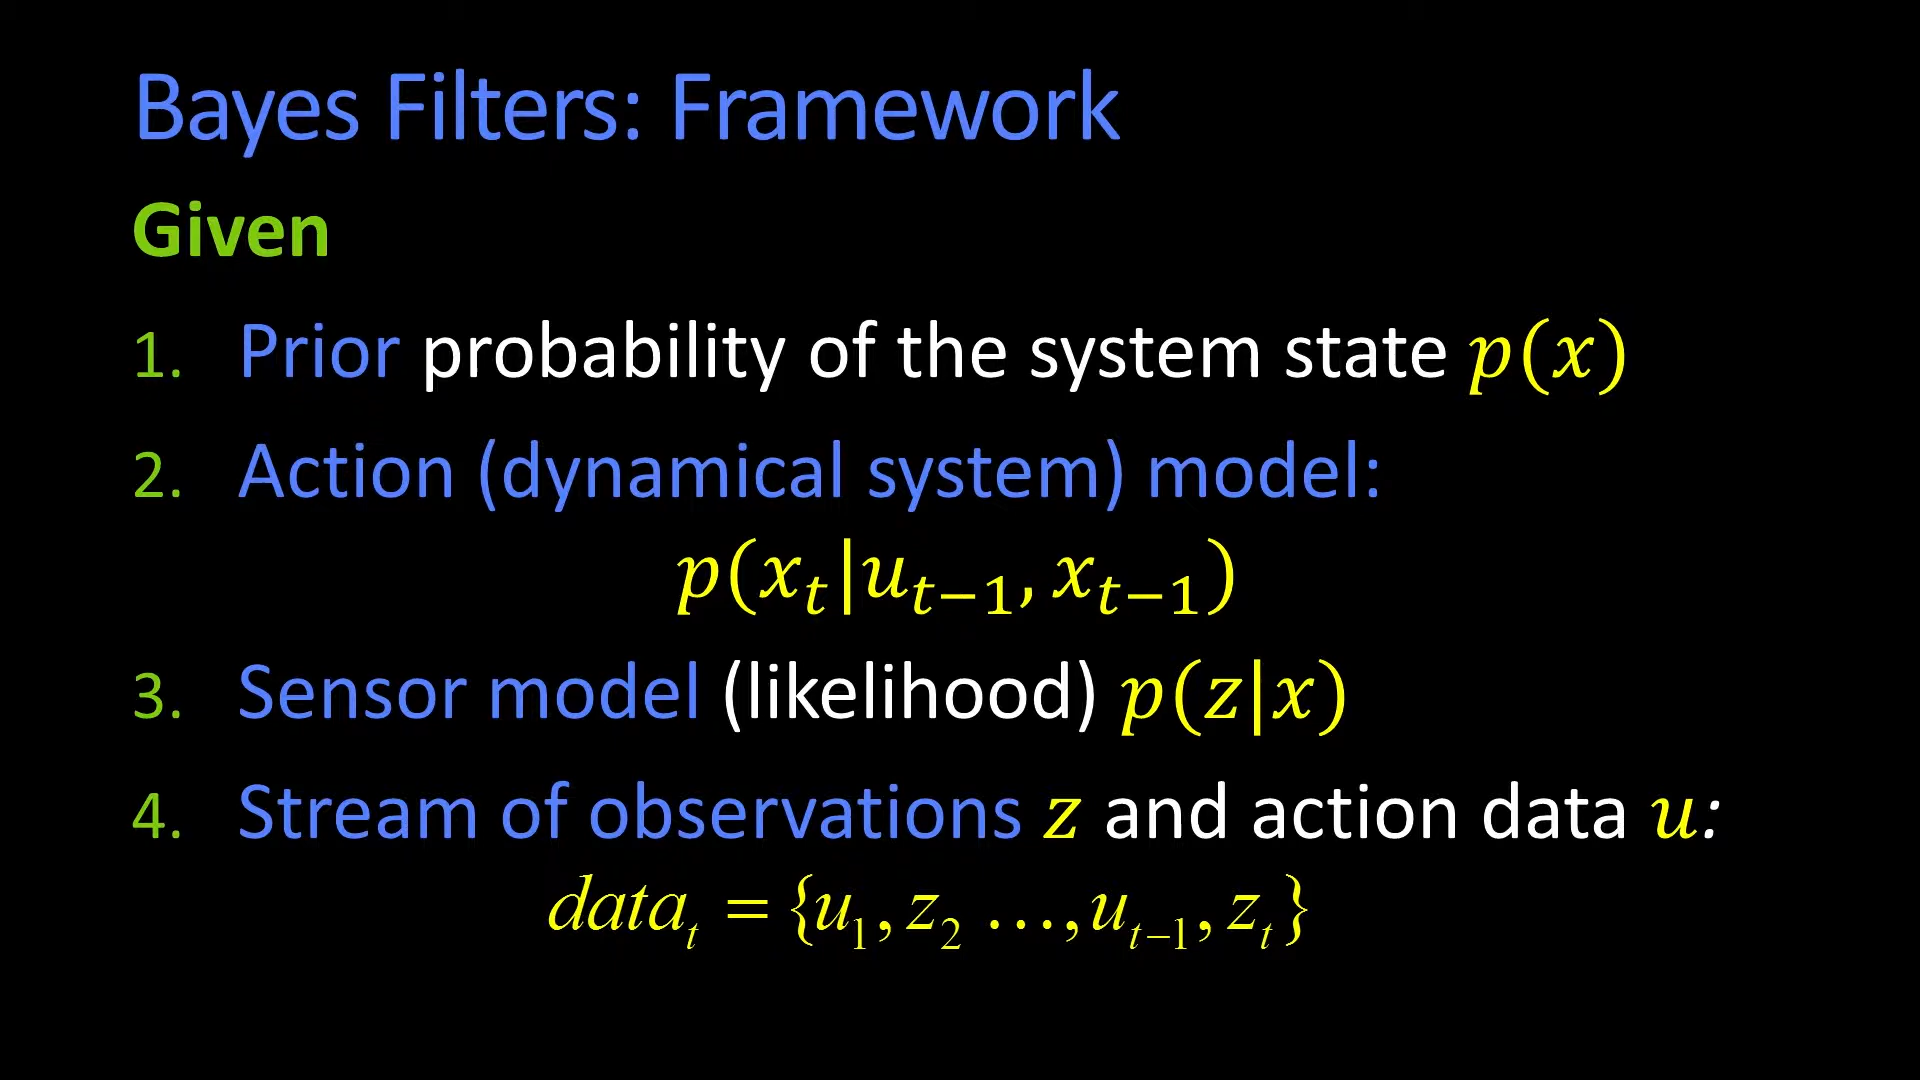 Bayes Filters: Framework
Given
1. Prior probability of the system state p(x)
2. Action (dynamical system) model:
p(x_t|u_{t−1}, x_{t−1})
3. Sensor model (likelihood) p(z|x)
4. Stream of observations z and action data u:
data_t = {u_1, z_2 …, u_{t−1}, z_t}